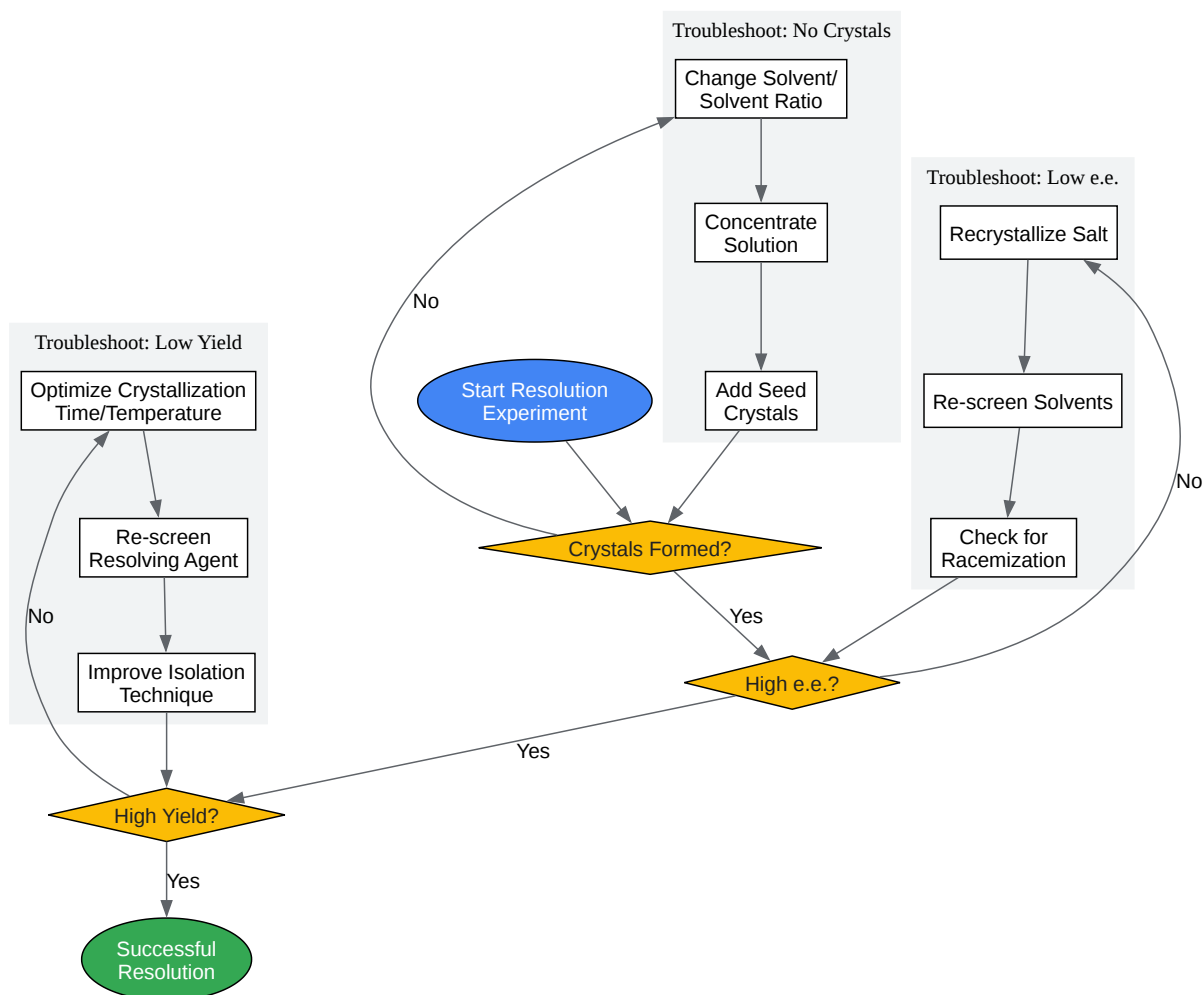 Troubleshoot: No Crystals
Change Solvent/
Solvent Ratio
Concentrate
Solution
Add Seed
Crystals
Troubleshoot: Low e.e.
Recrystallize Salt
Re-screen Solvents
Check for
Racemization
No
No
Troubleshoot: Low Yield
Optimize Crystallization
Time/Temperature
Re-screen
Resolving Agent
Improve Isolation
Technique
No
Start Resolution
Experiment
Crystals Formed?
Yes
High e.e.?
Yes
High Yield?
Yes
Successful
Resolution